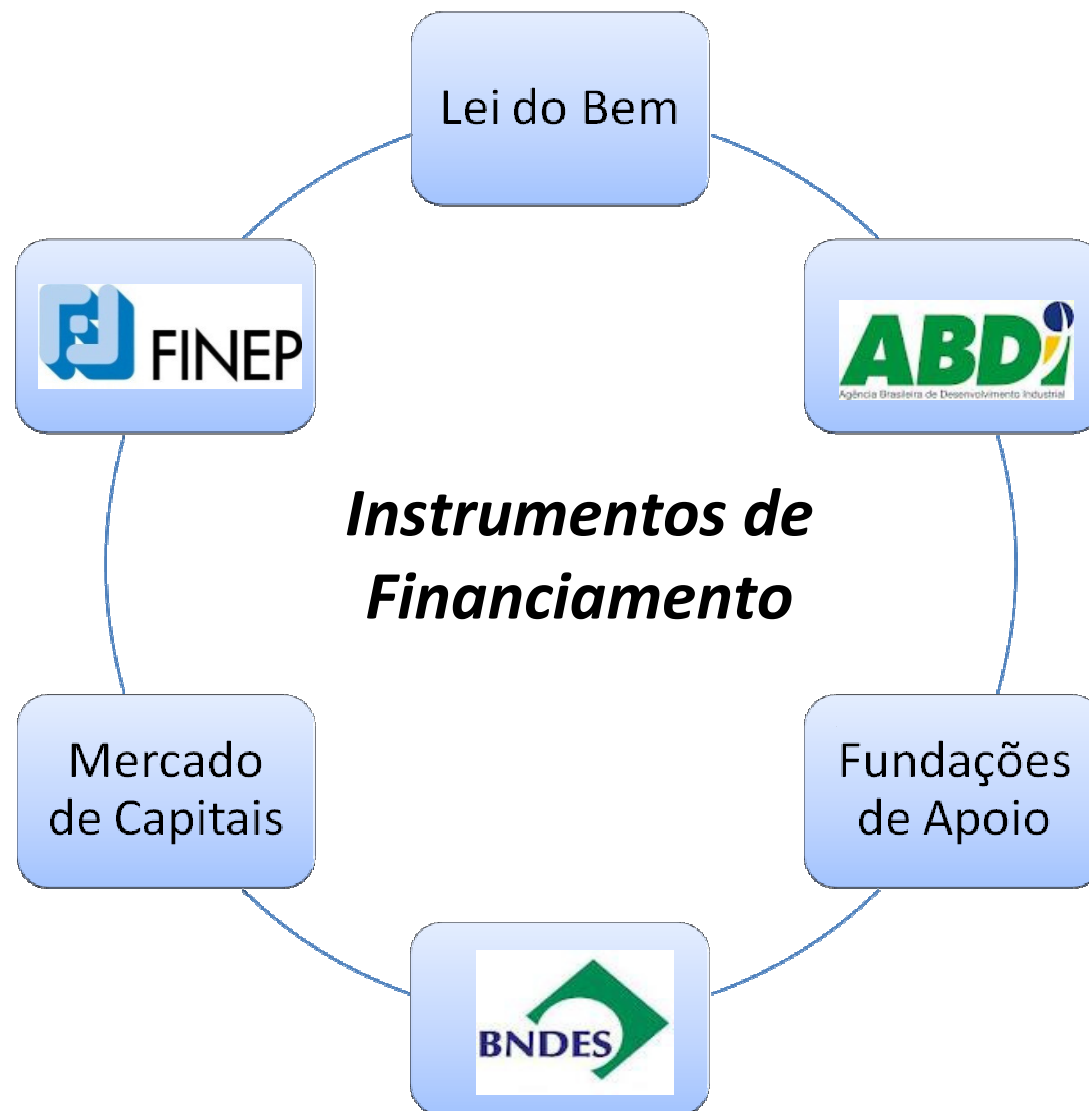 Lei do Bem
FINEP
ABDi
Agência Brasileira de Desenvolvimento Industrial
Instrumentos de
Financiamento
Mercado
de Capitais
Fundações
de Apoio
BNDES